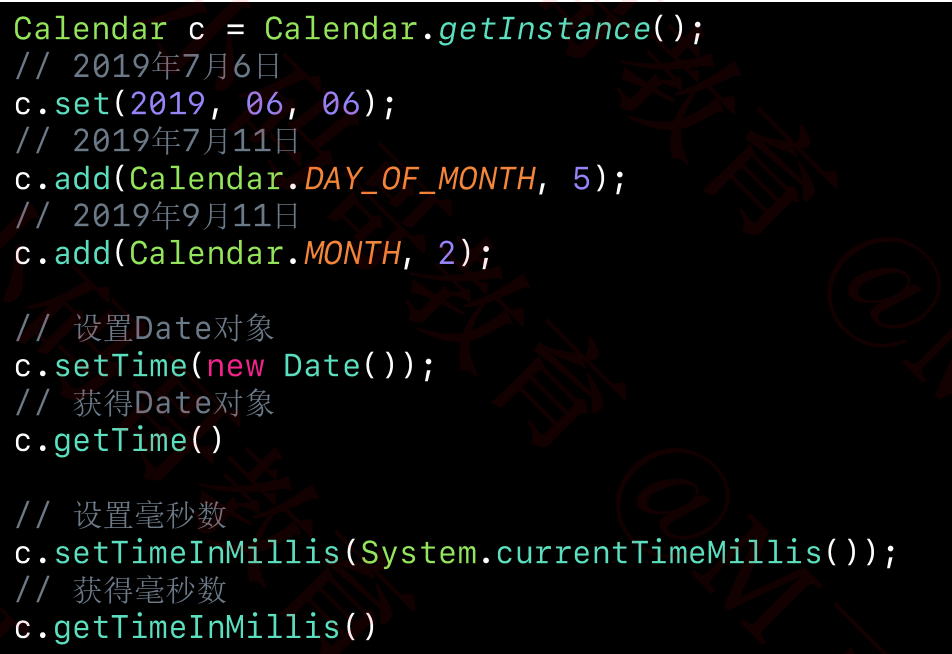 Calendar c = Calendar.getInstance();
// 2019年7月6日
c.set(2019, 06, 06);
// 2019年7月11日
c.add(Calendar.DAY_OF_MONTH, 5);
// 2019年9月11日
c.add(Calendar.MONTH, 2);
// 设置Date对象
c.setTime(new Date());
// 获得Date对象
c.getTime()
// 设置毫秒数
c.setTimeInMillis(System.currentTimeMillis());
// 获得毫秒数
c.getTimeInMillis()